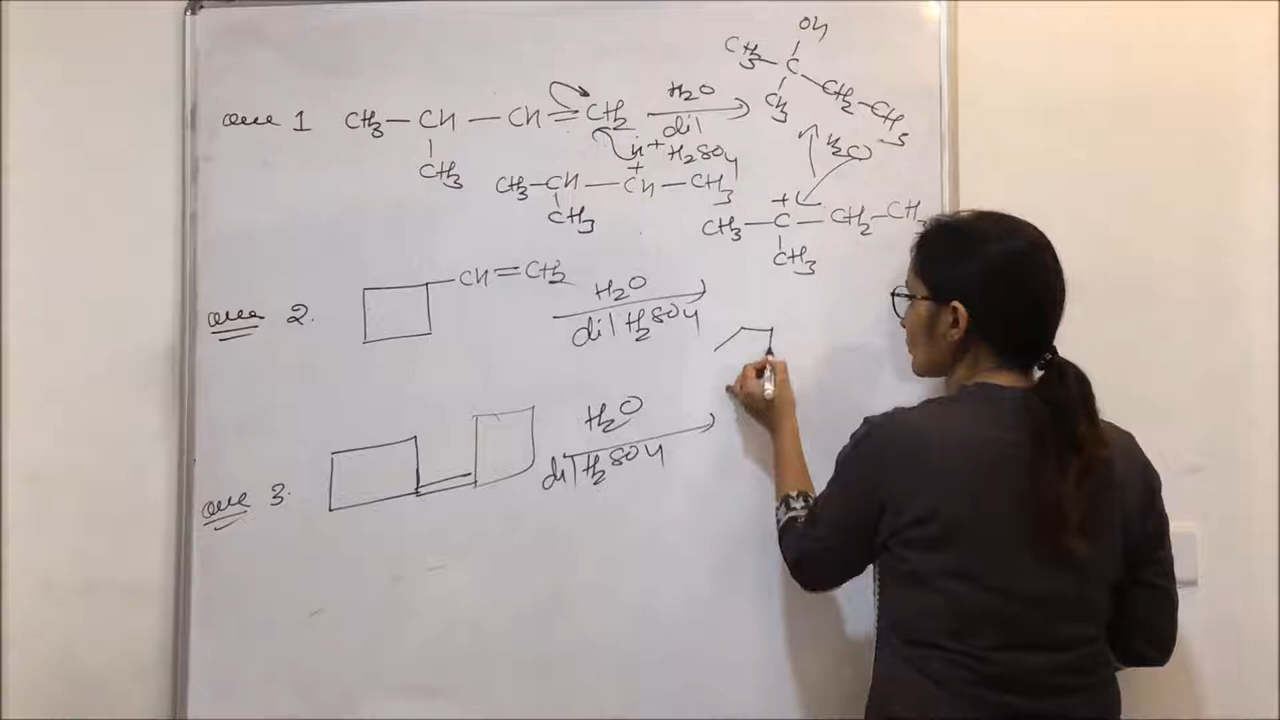 Que 1 CH3 — CH — CH = CH2 H2O
dil
H+ H2SO4
CH3
OH
CH3 — C — CH2 — CH3
CH3
CH3 — CH — CH — CH3
+
CH3
H2O
+
CH3 — C — CH2 — CH3
CH3
Que 2. CH = CH2 H2O
dil H2SO4
Que 3. H2O
dil H2SO4